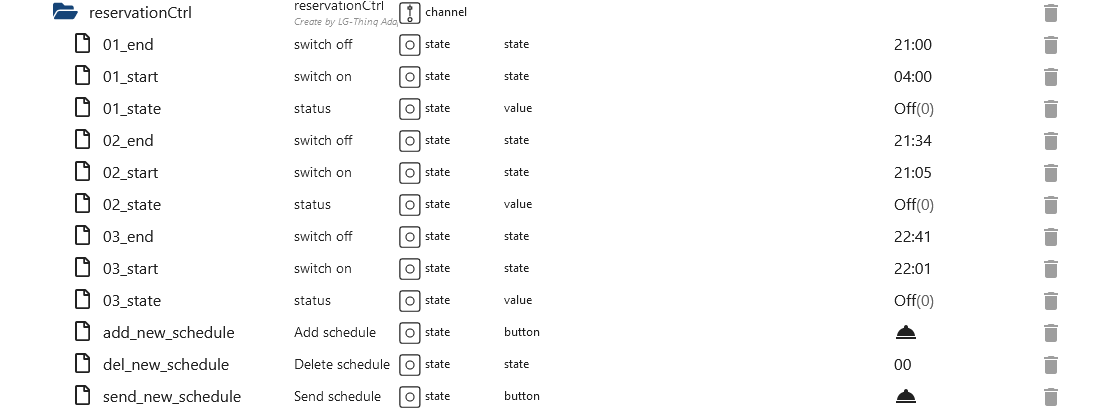 reservationCtrl reservationCtrl channel
Create by LG-Thinq Ada
01_end switch off state state 21:00
01_start switch on state state 04:00
01_state status state value Off(0)
02_end switch off state state 21:34
02_start switch on state state 21:05
02_state status state value Off(0)
03_end switch off state state 22:41
03_start switch on state state 22:01
03_state status state value Off(0)
add_new_schedule Add schedule state button
del_new_schedule Delete schedule state state 00
send_new_schedule Send schedule state button